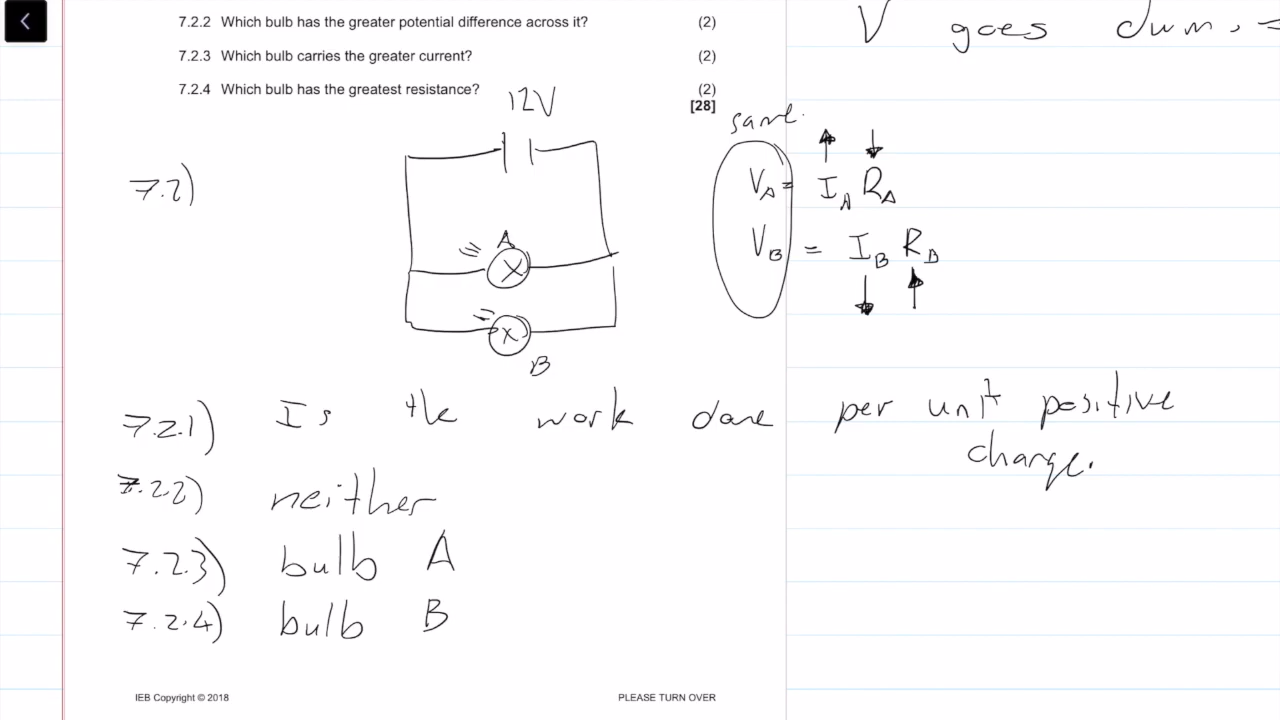 7.2.2 Which bulb has the greater potential difference across it? (2)
7.2.3 Which bulb carries the greater current? (2)
7.2.4 Which bulb has the greatest resistance? (2)
[28]
V goes
12V
same.
7.2)
V_A = I_A R_A
V_B = I_B R_B
A
B
7.2.1) Is the work done per unit positive
charge.
7.2.2) neither
7.2.3) bulb A
7.2.4) bulb B
IEB Copyright © 2018 PLEASE TURN OVER